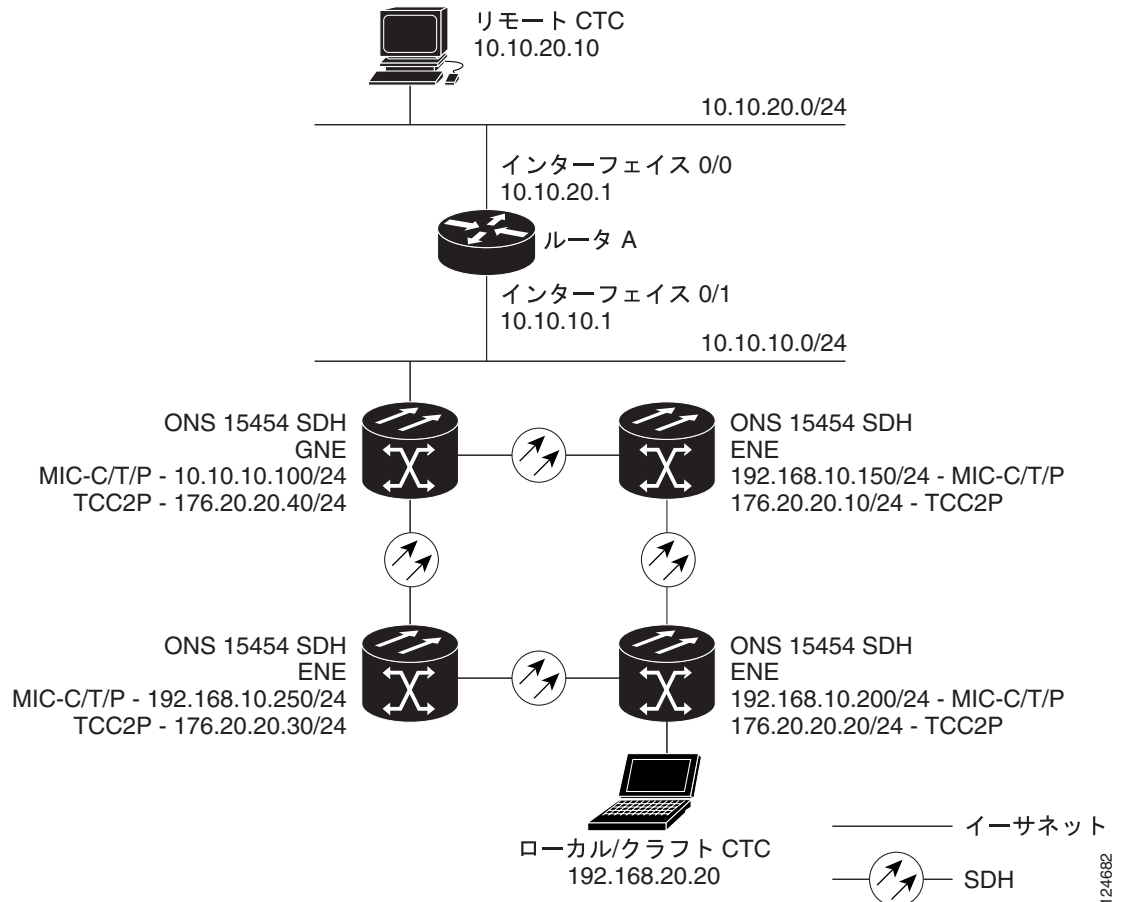 リモート CTC
10.10.20.10
10.10.20.0/24
インターフェイス 0/0
10.10.20.1
ルータ A
インターフェイス 0/1
10.10.10.1
10.10.10.0/24
ONS 15454 SDH
GNE
MIC-C/T/P - 10.10.10.100/24
TCC2P - 176.20.20.40/24
ONS 15454 SDH
ENE
192.168.10.150/24 - MIC-C/T/P
176.20.20.10/24 - TCC2P
ONS 15454 SDH
ENE
MIC-C/T/P - 192.168.10.250/24
TCC2P - 176.20.20.30/24
ONS 15454 SDH
ENE
192.168.10.200/24 - MIC-C/T/P
176.20.20.20/24 - TCC2P
ローカル/クラフト CTC
192.168.20.20
イーサネット
SDH
124682